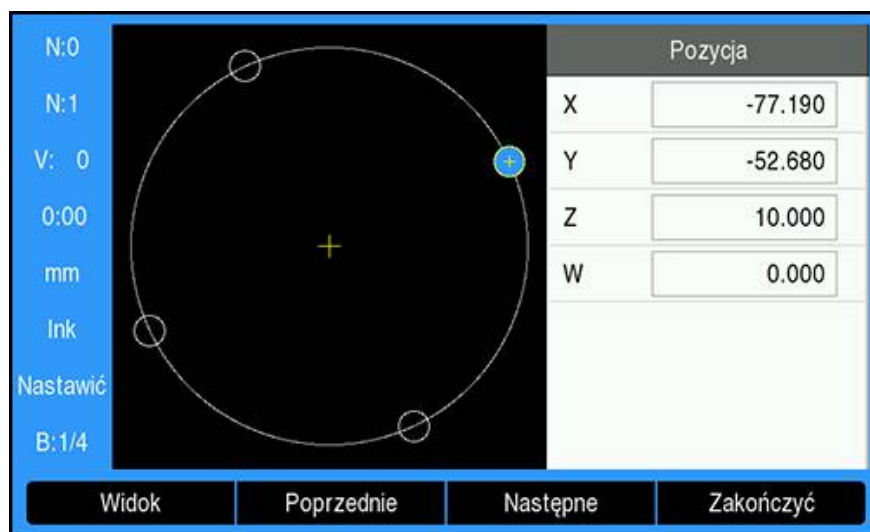 N:0
N:1
V: 0
0:00
mm
Ink
Nastawić
B:1/4
Pozycja
X -77.190
Y -52.680
Z 10.000
W 0.000
Widok Poprzednie Następne Zakończyć